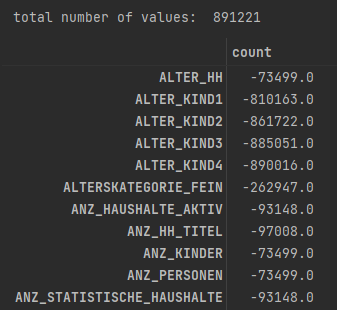 total number of values:  891221
count
ALTER_HH -73499.0
ALTER_KIND1 -810163.0
ALTER_KIND2 -861722.0
ALTER_KIND3 -885051.0
ALTER_KIND4 -890016.0
ALTERSKATEGORIE_FEIN -262947.0
ANZ_HAUSHALTE_AKTIV -93148.0
ANZ_HH_TITEL -97008.0
ANZ_KINDER -73499.0
ANZ_PERSONEN -73499.0
ANZ_STATISTISCHE_HAUSHALTE -93148.0